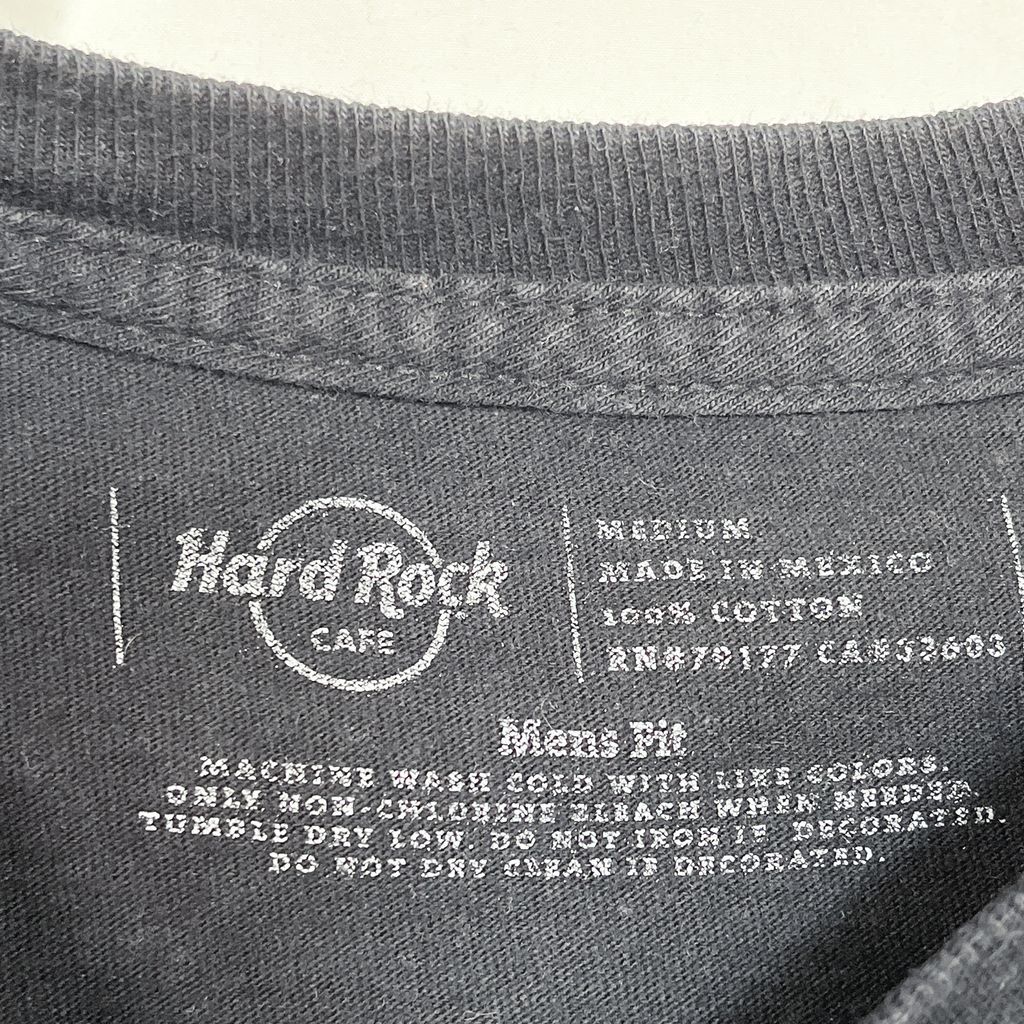 Hard Rock
CAFE
MEDIUM
MADE IN MEXICO
100% COTTON
RN#79177 CA#32603
Mens Fit
MACHINE WASH COLD WITH LIKE COLORS.
ONLY NON-CHLORINE BLEACH WHEN NEEDED.
TUMBLE DRY LOW. DO NOT IRON IF DECORATED.
DO NOT DRY CLEAN IF DECORATED.